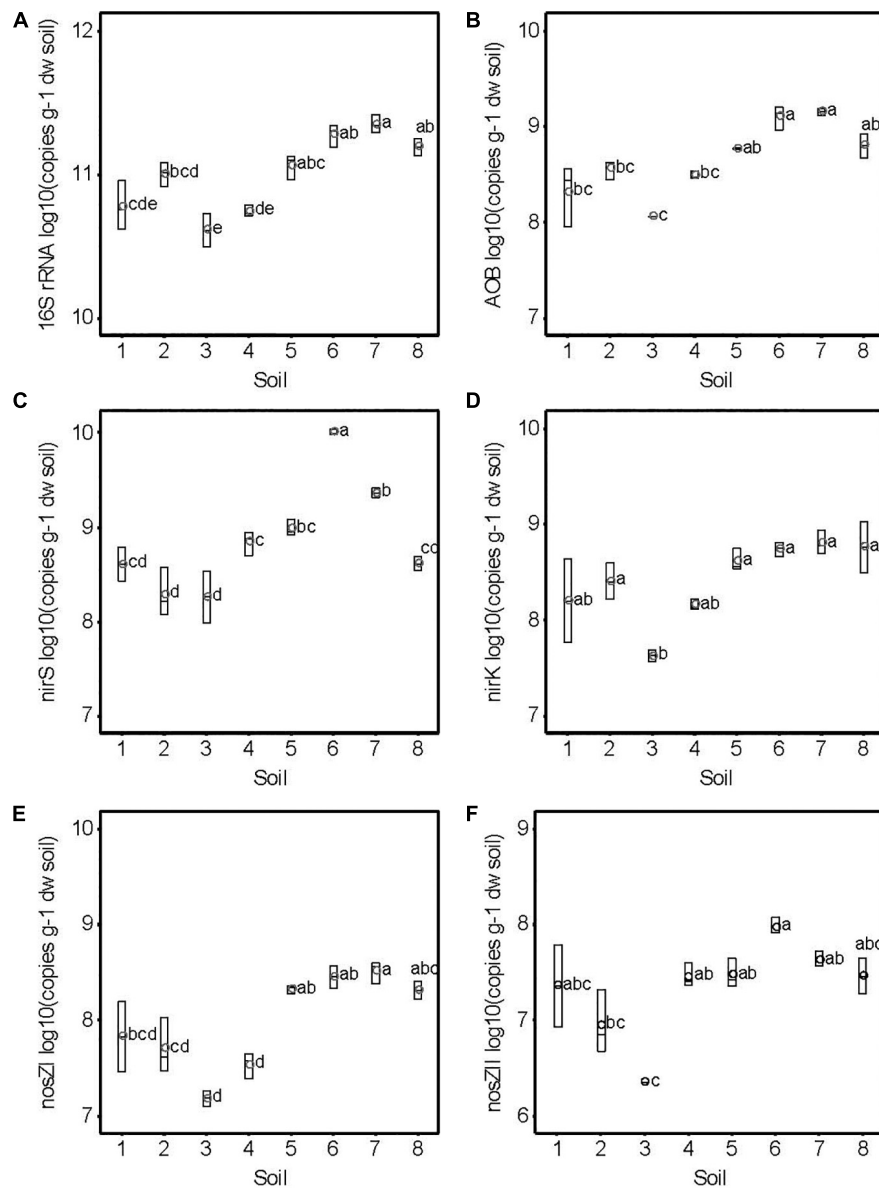 A
16S rRNA log10(copies g-1 dw soil)
12
11
10
cde
bcd
e
de
abc
ab
a
ab
1 2 3 4 5 6 7 8
Soil
B
AOB log10(copies g-1 dw soil)
10
9
8
7
bc
bc
c
bc
ab
a
a
ab
1 2 3 4 5 6 7 8
Soil
C
nirS log10(copies g-1 dw soil)
10
9
8
7
cd
d
d
c
bc
a
b
1 2 3 4 5 6 7 8
Soil
D
nirK log10(copies g-1 dw soil)
10
9
8
7
ab
a
b
ab
a
a
a
a
1 2 3 4 5 6 7 8
Soil
E
nosZI log10(copies g-1 dw soil)
10
9
8
7
bcd
cd
d
d
ab
ab
a
abc
1 2 3 4 5 6 7 8
Soil
F
nosZII log10(copies g-1 dw soil)
9
8
7
6
abc
bc
c
ab
ab
a
ab
abc
1 2 3 4 5 6 7 8
Soil